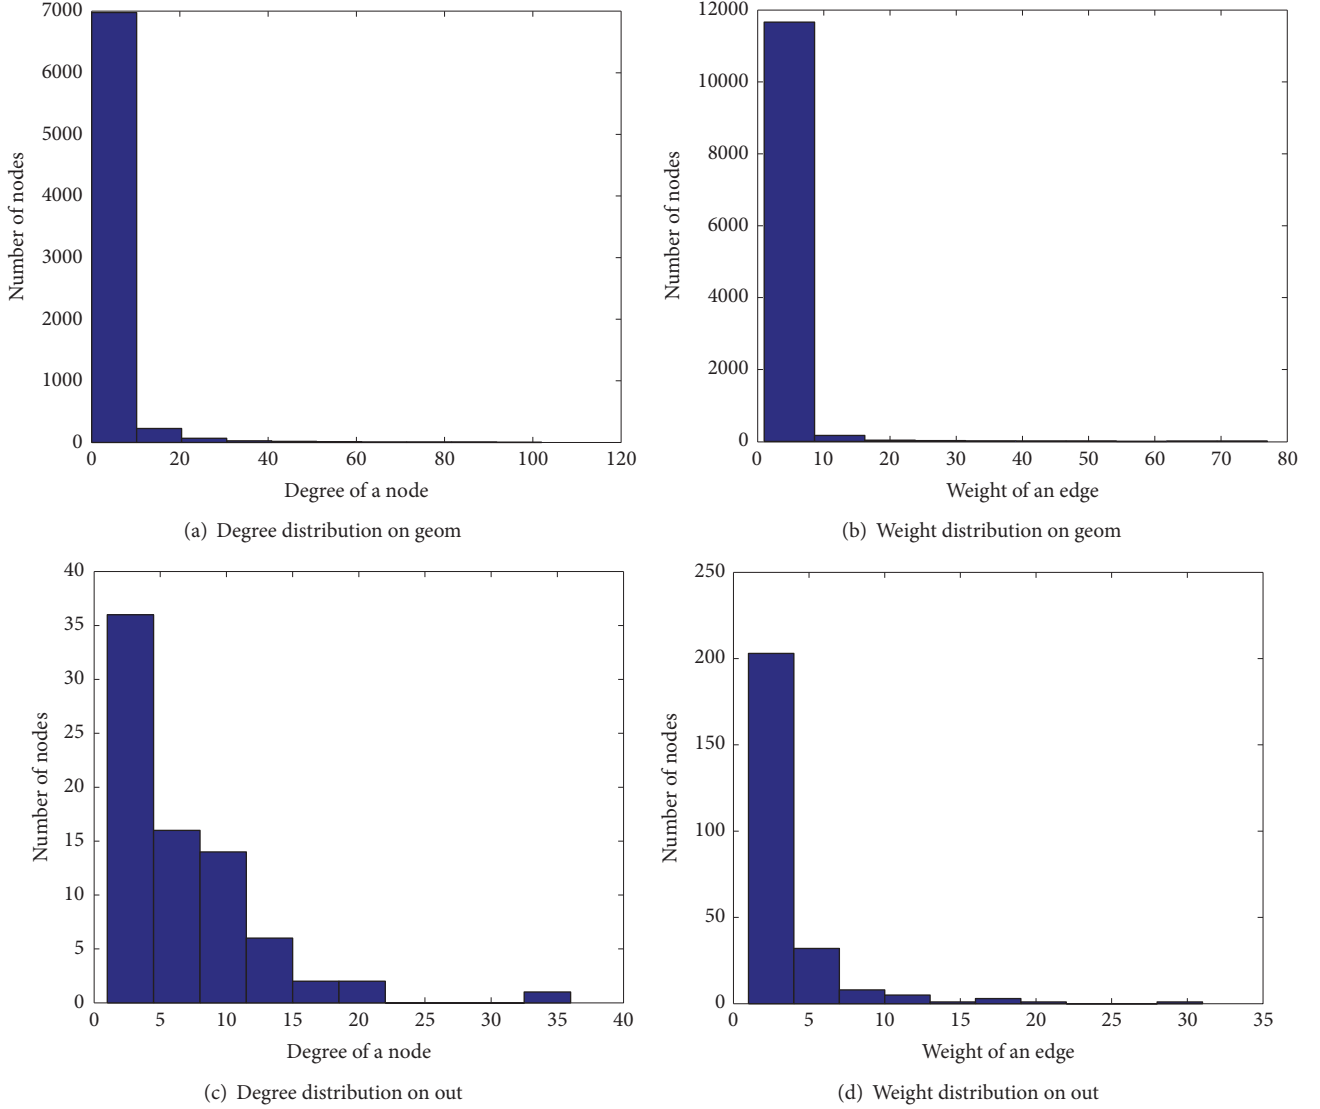 7000
6000
5000
4000
3000
2000
1000
0
Number of nodes
0 20 40 60 80 100 120
Degree of a node
(a) Degree distribution on geom
12000
10000
8000
6000
4000
2000
0
Number of nodes
0 10 20 30 40 50 60 70 80
Weight of an edge
(b) Weight distribution on geom
40
35
30
25
20
15
10
5
0
Number of nodes
0 5 10 15 20 25 30 35 40
Degree of a node
(c) Degree distribution on out
250
200
150
100
50
0
Number of nodes
0 5 10 15 20 25 30 35
Weight of an edge
(d) Weight distribution on out